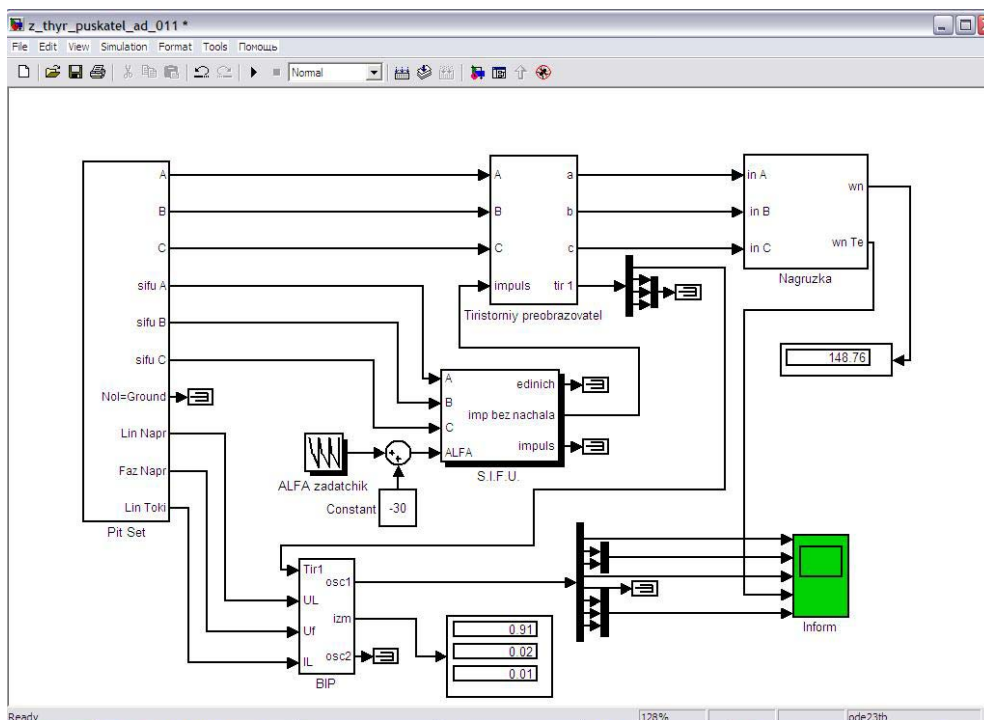 z_thyr_puskatel_ad_011 *
File Edit View Simulation Format Tools Помощь
Normal
A
B
C
sifu A
sifu B
sifu C
Nol=Ground
Lin Napr
Faz Napr
Lin Toki
Pit Set
A
B
C
impuls
a
b
c
tir 1
Tiristorniy preobrazovatel
in A
in B
in C
wn
wn Te
Nagruzka
148.76
A
B
C
ALFA
edinich
imp bez nachala
impuls
S.I.F.U.
ALFA zadatchik
Constant
-30
Tir1
UL
Uf
IL
osc1
izm
osc2
BIP
0.91
0.02
0.01
Inform
Ready
128%
ode23tb